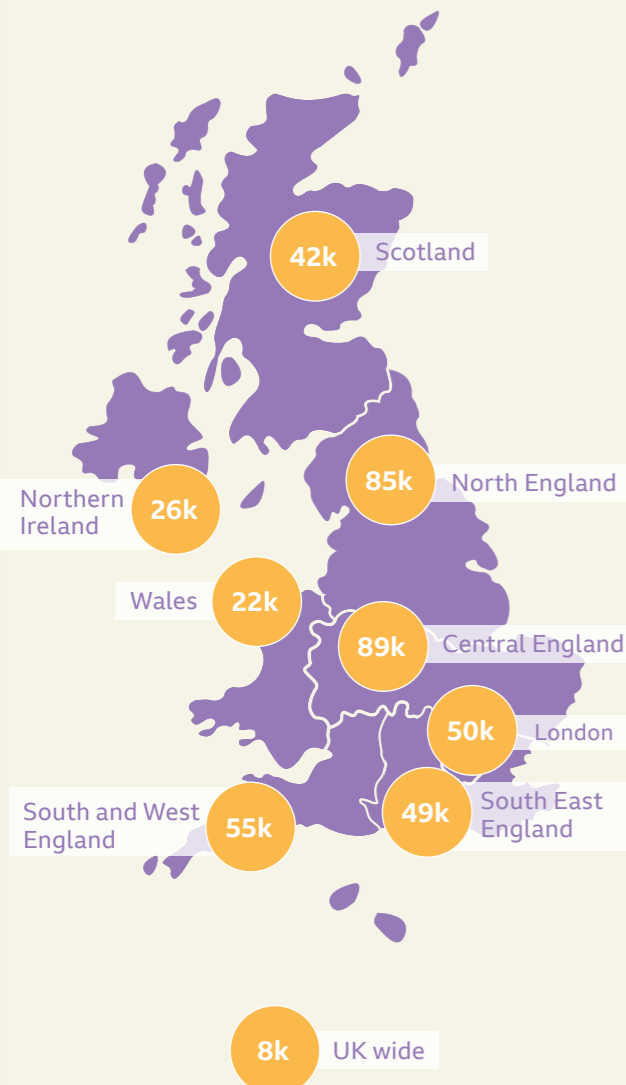 42k
Scotland
85k
North England
Northern
Ireland
26k
Wales
22k
89k
Central England
50k
London
South and West
England
55k
49k
South East
England
8k
UK wide